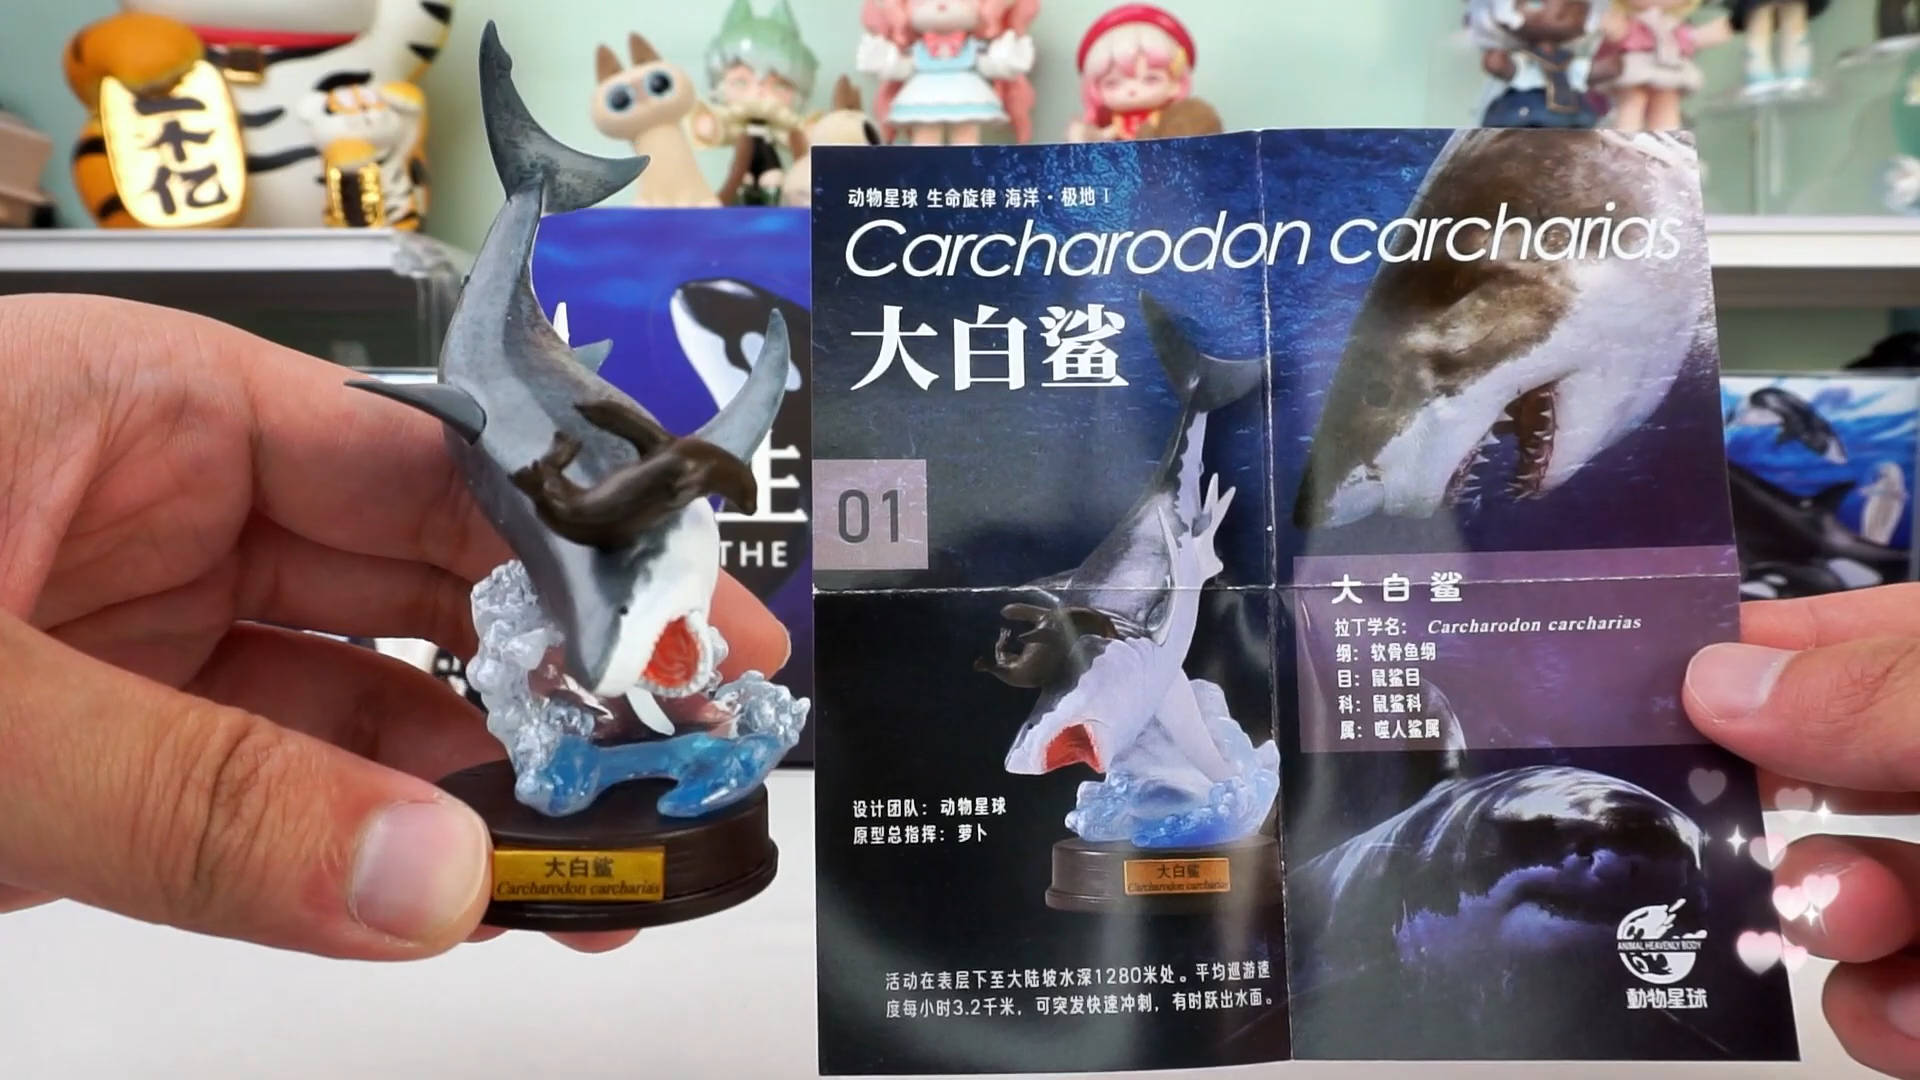 一个亿
动物星球 生命旋律 海洋·极地 I
Carcharodon carcharias
大白鲨
01
THE
大白鲨
拉丁学名: Carcharodon carcharias
纲: 软骨鱼纲
目: 鼠鲨目
科: 鼠鲨科
属: 噬人鲨属
设计团队: 动物星球
原型总指挥: 萝卜
大白鲨
Carcharodon carcharias
大白鲨
Carcharodon carcharias
活动在表层下至大陆坡水深1280米处。平均巡游速
度每小时3.2千米，可突发快速冲刺，有时跃出水面。
ANIMAL HEAVENLY BODY
動物星球